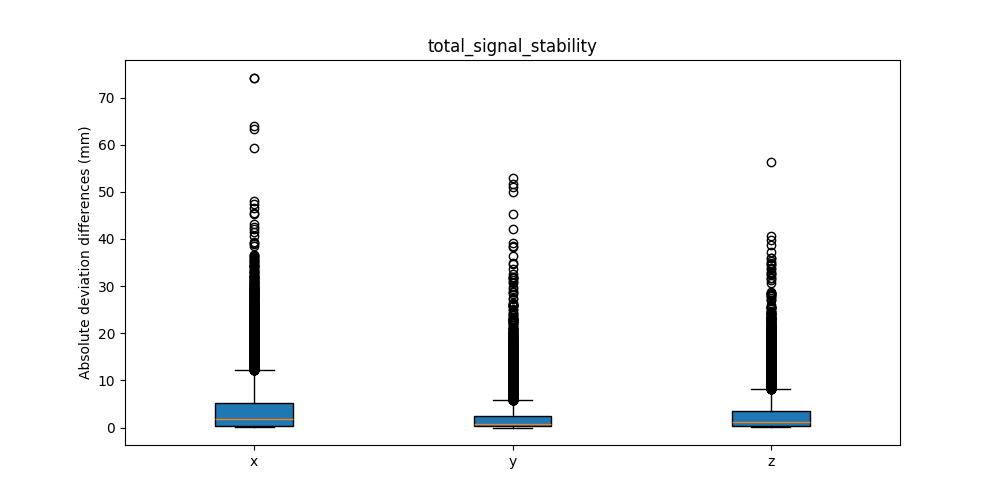 total_signal_stability
Absolute deviation differences (mm)
70
60
50
40
30
20
10
0
x y z